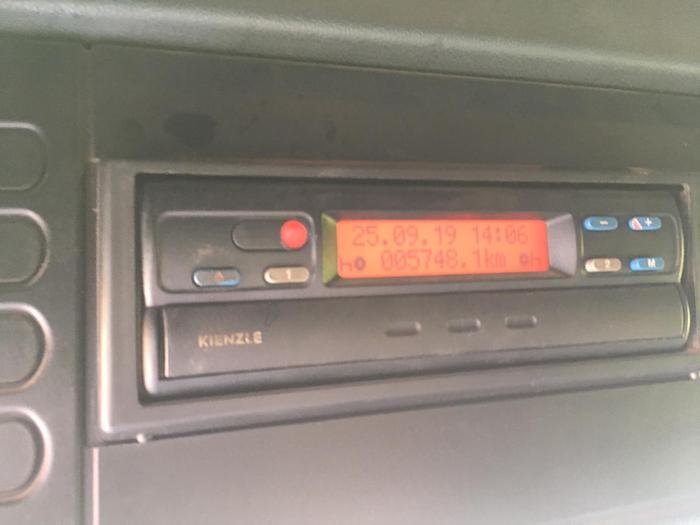 25.09.19 14:06
h 005748.1km h
1
2
- +
M
KIENZLE